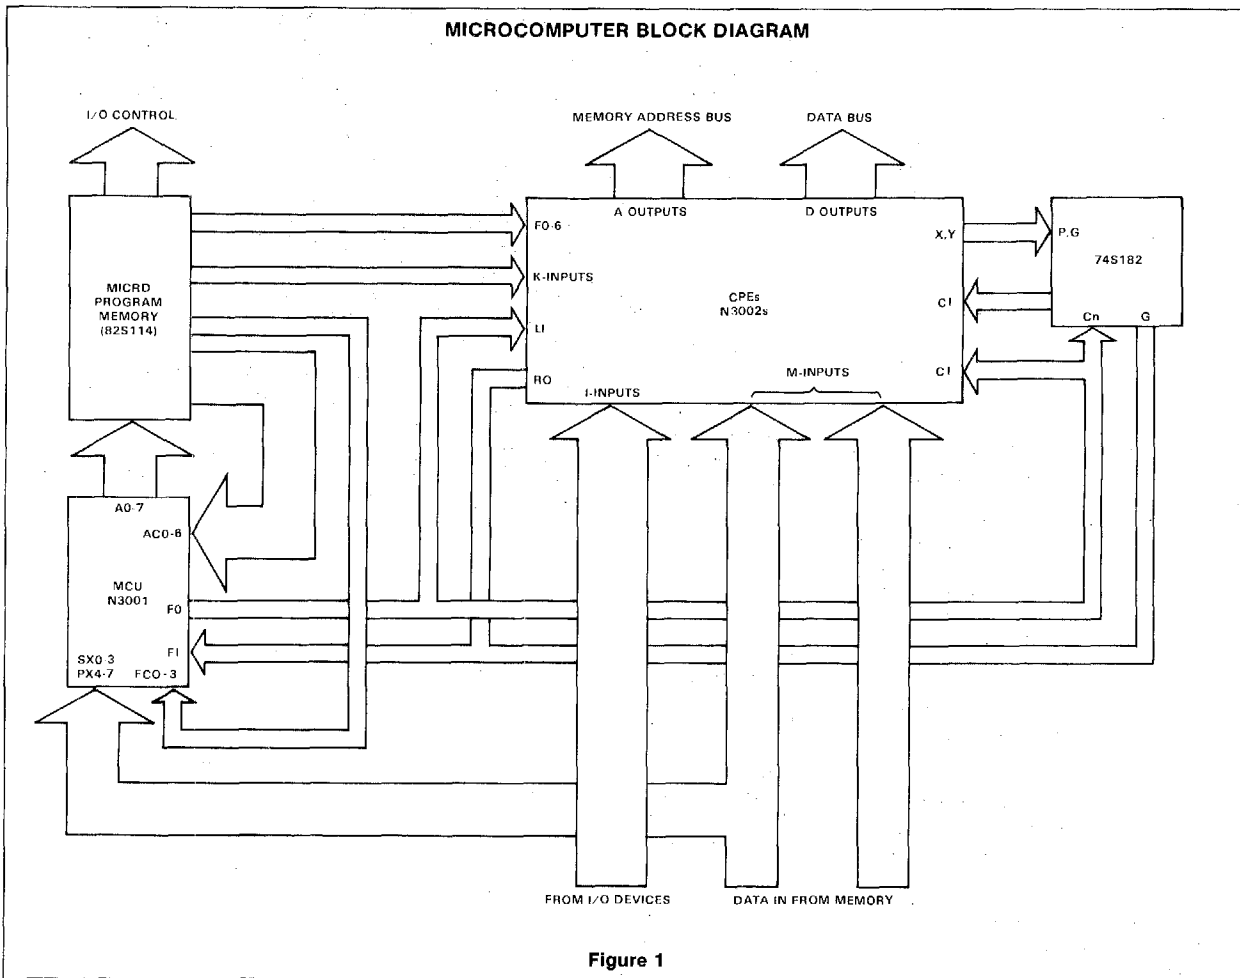 MICROCOMPUTER BLOCK DIAGRAM
I/O CONTROL
MEMORY ADDRESS BUS
DATA BUS
A OUTPUTS
D OUTPUTS
F0-6
X,Y
P,G
74S182
K-INPUTS
MICRD
PROGRAM
MEMORY
(82S114)
CPEs
N3002s
CI
Cn
G
LI
RO
I-INPUTS
M-INPUTS
CI
A0-7
AC0-6
MCU
N3001
FO
FI
SX0-3
PX4-7
FC0-3
FROM I/O DEVICES
DATA IN FROM MEMORY
Figure 1